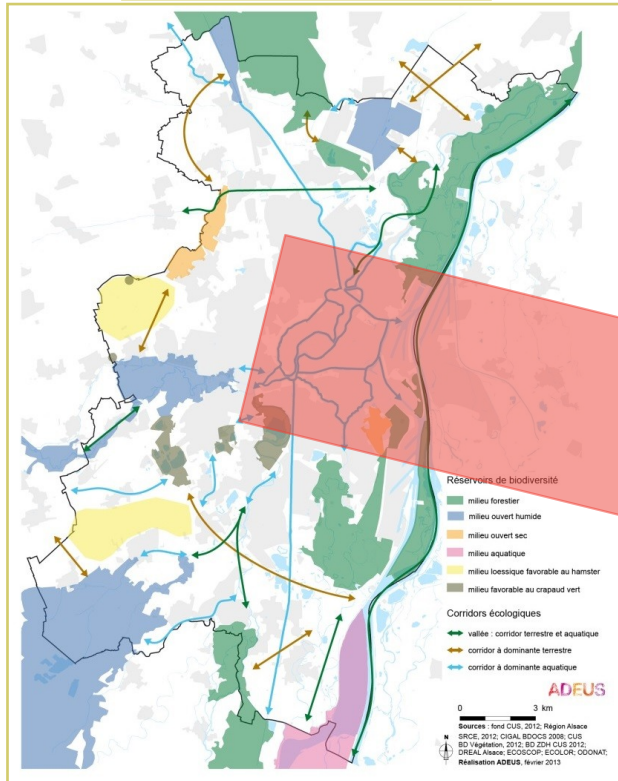 Réservoirs de biodiversité
milieu forestier
milieu ouvert humide
milieu ouvert sec
milieu aquatique
milieu loessique favorable au hamster
milieu favorable au crapaud vert
Corridors écologiques
vallée : corridor terrestre et aquatique
corridor à dominante terrestre
corridor à dominante aquatique
ADEUS
0 3 km
N
Sources : fond CUS, 2012; Région Alsace
SRCE, 2012; CIGAL BDOCS 2008; CUS
BD Végétation, 2012; BD ZDH CUS 2012;
DREAL Alsace; ECOSCOP; ECOLOR; ODONAT;
Réalisation ADEUS, février 2013